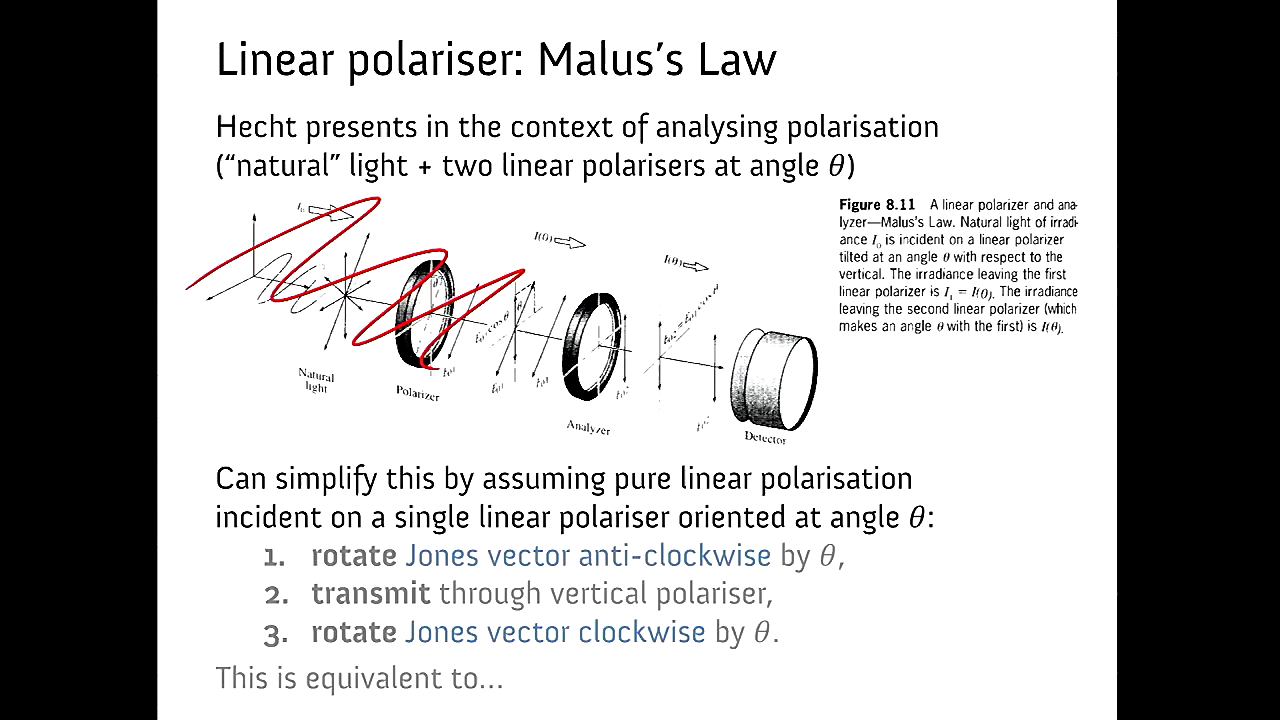 Linear polariser: Malus's Law
Hecht presents in the context of analysing polarisation
(“natural” light + two linear polarisers at angle θ)
Figure 8.11 A linear polarizer and ana-
lyzer—Malus's Law. Natural light of irradi-
ance I₀ is incident on a linear polarizer
tilted at an angle θ with respect to the
vertical. The irradiance leaving the first
linear polarizer is I₁ = I(0). The irradiance
leaving the second linear polarizer (which
makes an angle θ with the first) is I(θ).
I(0)
I(θ)
Natural
light
Polarizer
Analyzer
Detector
Can simplify this by assuming pure linear polarisation
incident on a single linear polariser oriented at angle θ:
1. rotate Jones vector anti-clockwise by θ,
2. transmit through vertical polariser,
3. rotate Jones vector clockwise by θ.
This is equivalent to...